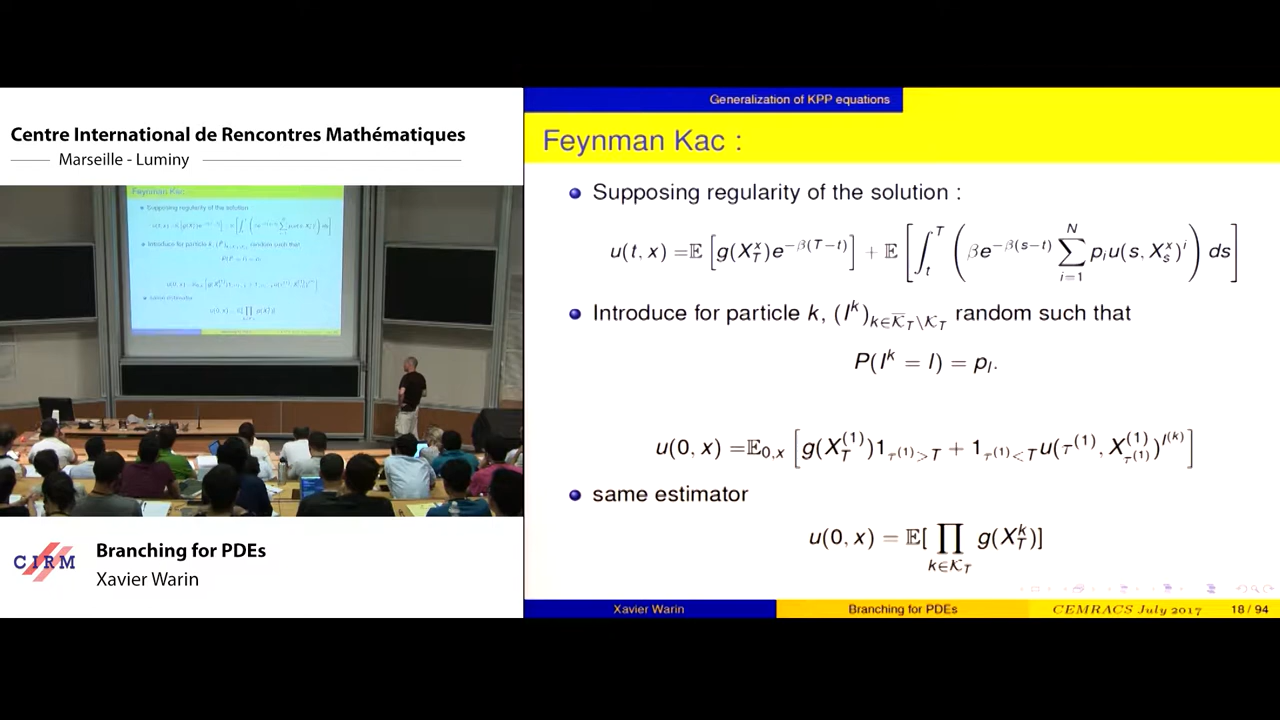 Centre International de Rencontres Mathématiques
Marseille - Luminy
CIRM
Branching for PDEs
Xavier Warin
Generalization of KPP equations
Feynman Kac :
Supposing regularity of the solution :
u(t, x) =𝔼 [g(X_T^x)e^{−β(T−t)}] + 𝔼 [∫_t^T (βe^{−β(s−t)} ∑_{i=1}^N p_i u(s, X_s^x)^i) ds]
Introduce for particle k, (I^k)_{k∈\overline{𝒦}_T\𝒦_T} random such that
P(I^k = l) = p_l.
u(0, x) =𝔼_{0,x} [g(X_T^{(1)})1_{τ^{(1)}>T} + 1_{τ^{(1)}<T} u(τ^{(1)}, X_{τ^{(1)}}^{(1)})^{I^{(k)}}]
same estimator
u(0, x) = 𝔼[ ∏_{k∈𝒦_T} g(X_T^k)]
Xavier Warin
Branching for PDEs
CEMRACS July 2017
18 / 94